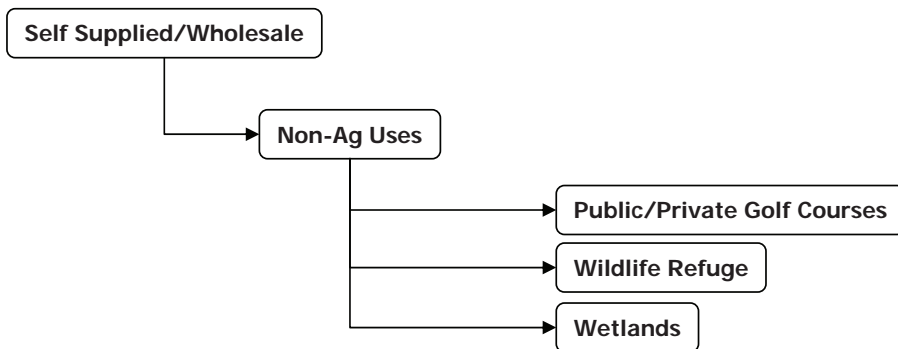 Self Supplied/Wholesale
Non-Ag Uses
Public/Private Golf Courses
Wildlife Refuge
Wetlands